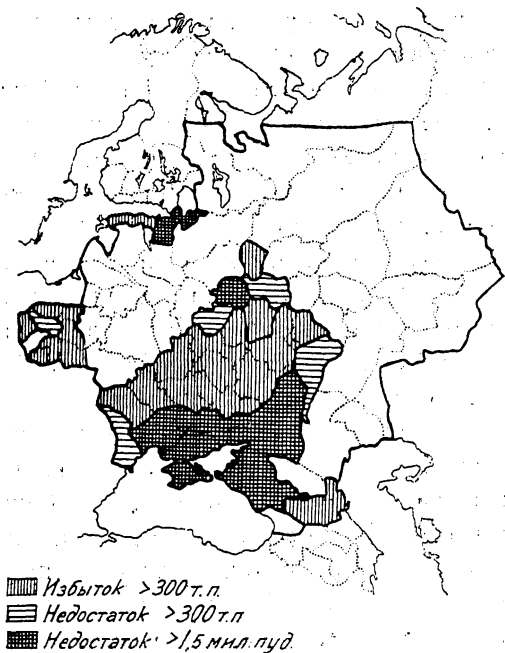 Избыток >300 т.п.
Недостаток >300 т.п
Недостаток >1,5 мил. пуд.